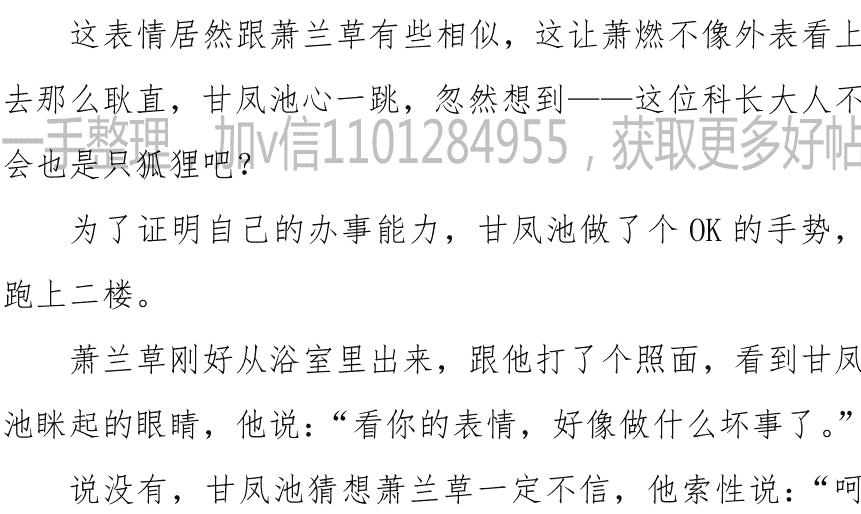 这表情居然跟萧兰草有些相似，这让萧燃不像外表看上
去那么耿直，甘凤池心一跳，忽然想到——这位科长大人不
一手整理，加v信1101284955，获取更多好帖
会也是只狐狸吧？
为了证明自己的办事能力，甘凤池做了个 OK 的手势，
跑上二楼。
萧兰草刚好从浴室里出来，跟他打了个照面，看到甘凤
池眯起的眼睛，他说：“看你的表情，好像做什么坏事了。”
说没有，甘凤池猜想萧兰草一定不信，他索性说：“呵